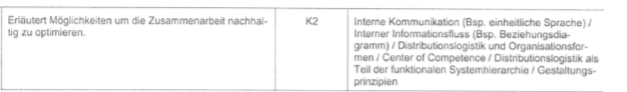 Erläutert Möglichkeiten um die Zusammenarbeit nachhal-
tig zu optimieren.
K2
Interne Kommunikation (Bsp. einheitliche Sprache) /
Interner Informationsfluss (Bsp. Beziehungsdia-
gramm) / Distributionslogistik und Organisationsfor-
men / Center of Competence / Distributionslogistik als
Teil der funktionalen Systemhierarchie / Gestaltungs-
prinzipien